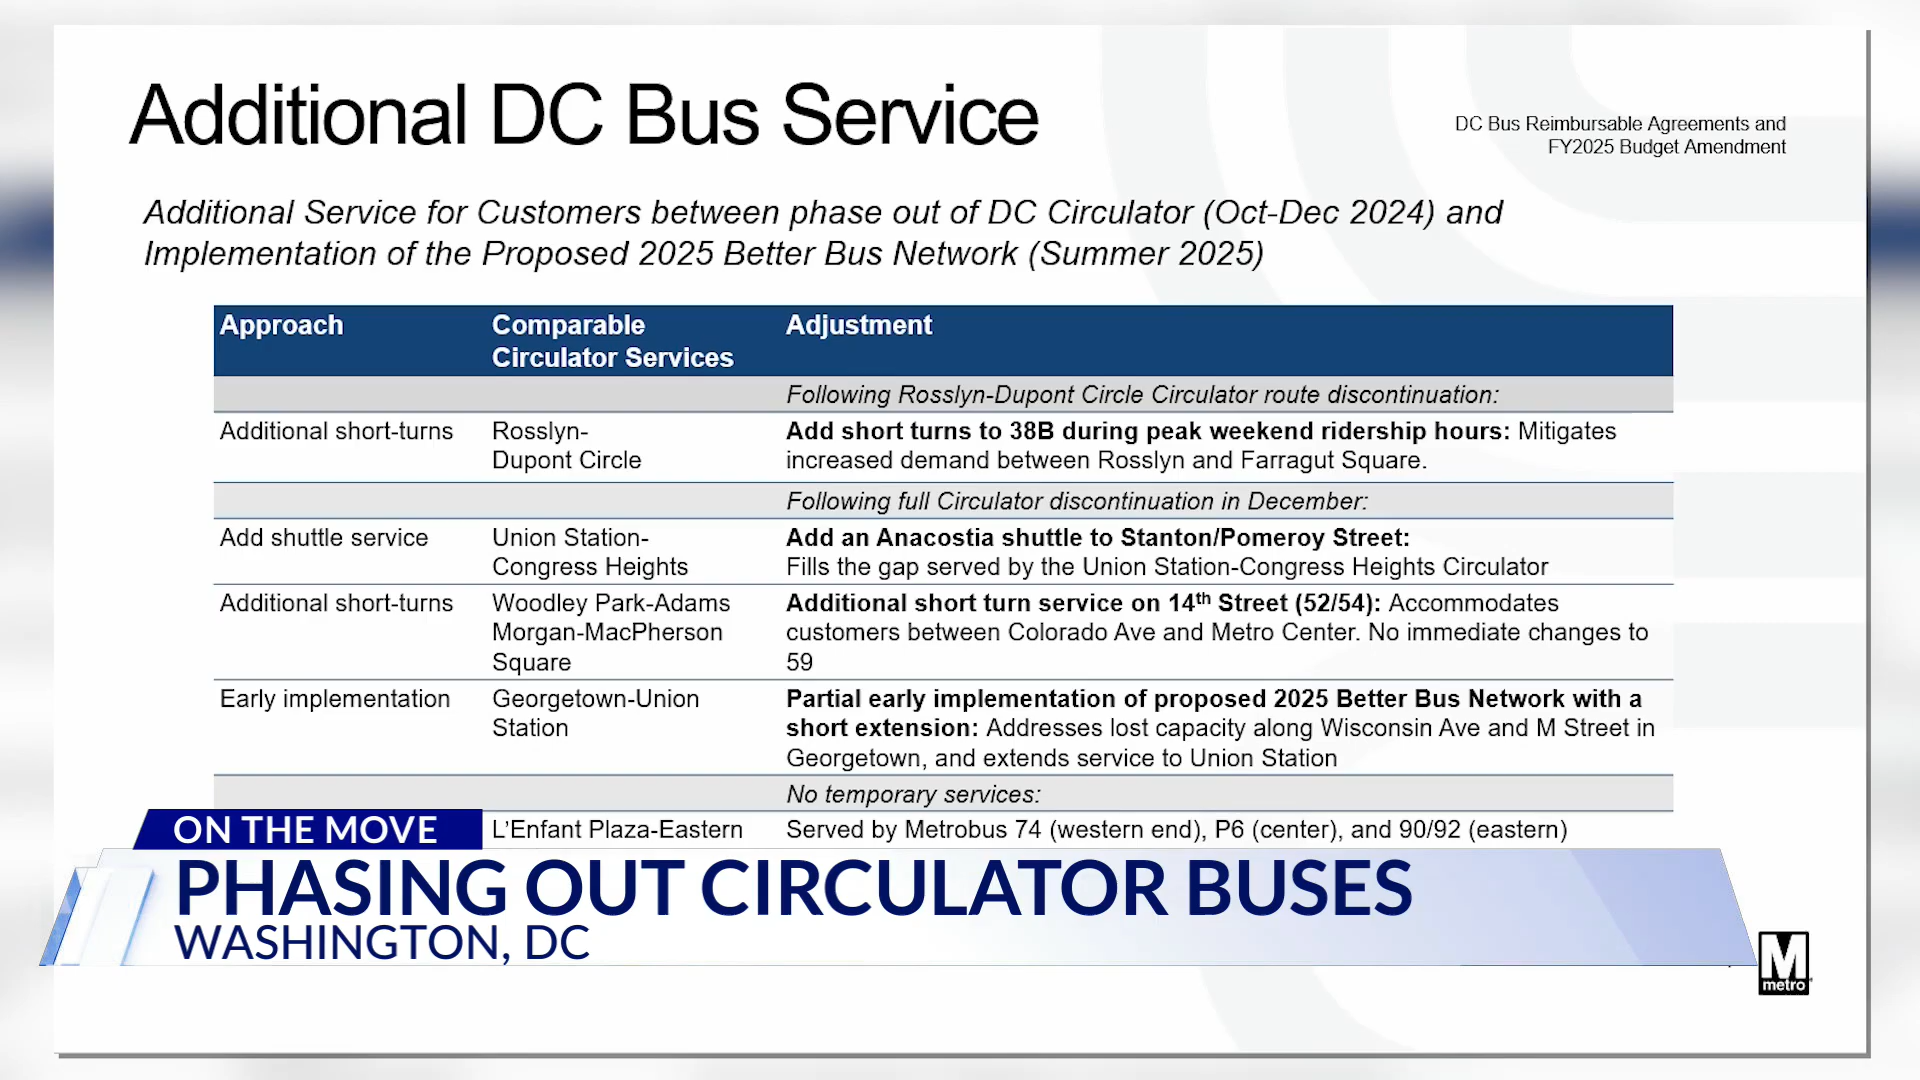 Additional DC Bus Service
DC Bus Reimbursable Agreements and
FY2025 Budget Amendment
Additional Service for Customers between phase out of DC Circulator (Oct-Dec 2024) and
Implementation of the Proposed 2025 Better Bus Network (Summer 2025)
Approach
Comparable
Circulator Services
Adjustment
Following Rosslyn-Dupont Circle Circulator route discontinuation:
Additional short-turns
Rosslyn-
Dupont Circle
Add short turns to 38B during peak weekend ridership hours: Mitigates
increased demand between Rosslyn and Farragut Square.
Following full Circulator discontinuation in December:
Add shuttle service
Union Station-
Congress Heights
Add an Anacostia shuttle to Stanton/Pomeroy Street:
Fills the gap served by the Union Station-Congress Heights Circulator
Additional short-turns
Woodley Park-Adams
Morgan-MacPherson
Square
Additional short turn service on 14th Street (52/54): Accommodates
customers between Colorado Ave and Metro Center. No immediate changes to
59
Early implementation
Georgetown-Union
Station
Partial early implementation of proposed 2025 Better Bus Network with a
short extension: Addresses lost capacity along Wisconsin Ave and M Street in
Georgetown, and extends service to Union Station
No temporary services:
L'Enfant Plaza-Eastern
Served by Metrobus 74 (western end), P6 (center), and 90/92 (eastern)
ON THE MOVE
PHASING OUT CIRCULATOR BUSES
WASHINGTON, DC
M
metro